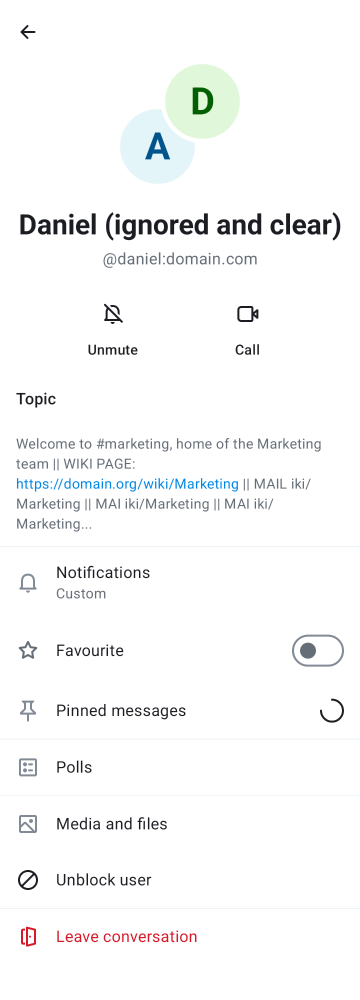 D
A
Daniel (ignored and clear)
@daniel:domain.com
Unmute
Call
Topic
Welcome to #marketing, home of the Marketing
team || WIKI PAGE:
https://domain.org/wiki/Marketing || MAIL iki/
Marketing || MAI iki/Marketing || MAI iki/
Marketing...
Notifications
Custom
Favourite
Pinned messages
Polls
Media and files
Unblock user
Leave conversation